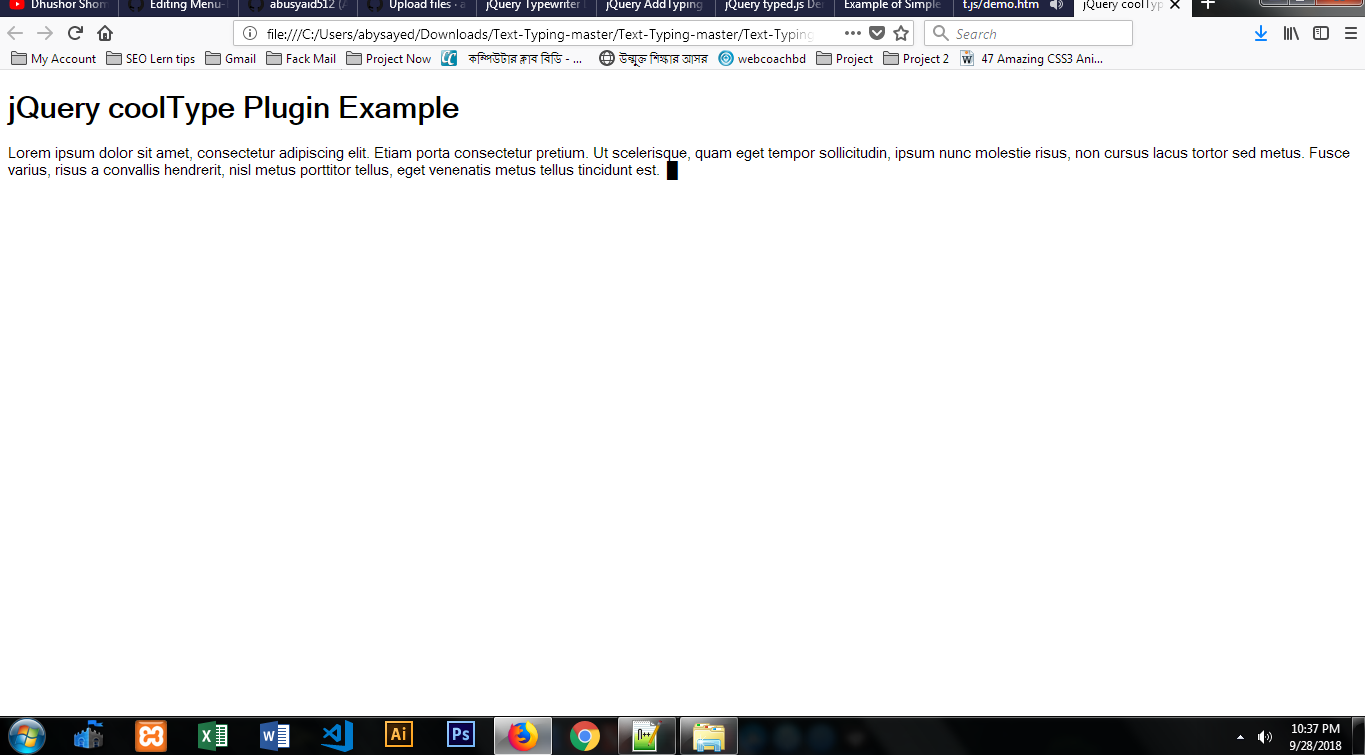 Dhushor Shom
Editing Menu-
abusyaid512 (A
Upload files · a
jQuery Typewriter
jQuery AddTyping
jQuery typed.js De
Example of Simple
t.js/demo.htm
jQuery coolTyp
file:///C:/Users/abysayed/Downloads/Text-Typing-master/Text-Typing-master/Text-Typing
Search
My Account
SEO Lern tips
Gmail
Fack Mail
Project Now
কম্পিউটার ক্লাব বিডি - ...
উন্মুক্ত শিক্ষার আসর
webcoachbd
Project
Project 2
47 Amazing CSS3 Ani...
jQuery coolType Plugin Example
Lorem ipsum dolor sit amet, consectetur adipiscing elit. Etiam porta consectetur pretium. Ut scelerisque, quam eget tempor sollicitudin, ipsum nunc molestie risus, non cursus lacus tortor sed metus. Fusce
varius, risus a convallis hendrerit, nisl metus porttitor tellus, eget venenatis metus tellus tincidunt est.
Ai
Ps
10:37 PM
9/28/2018